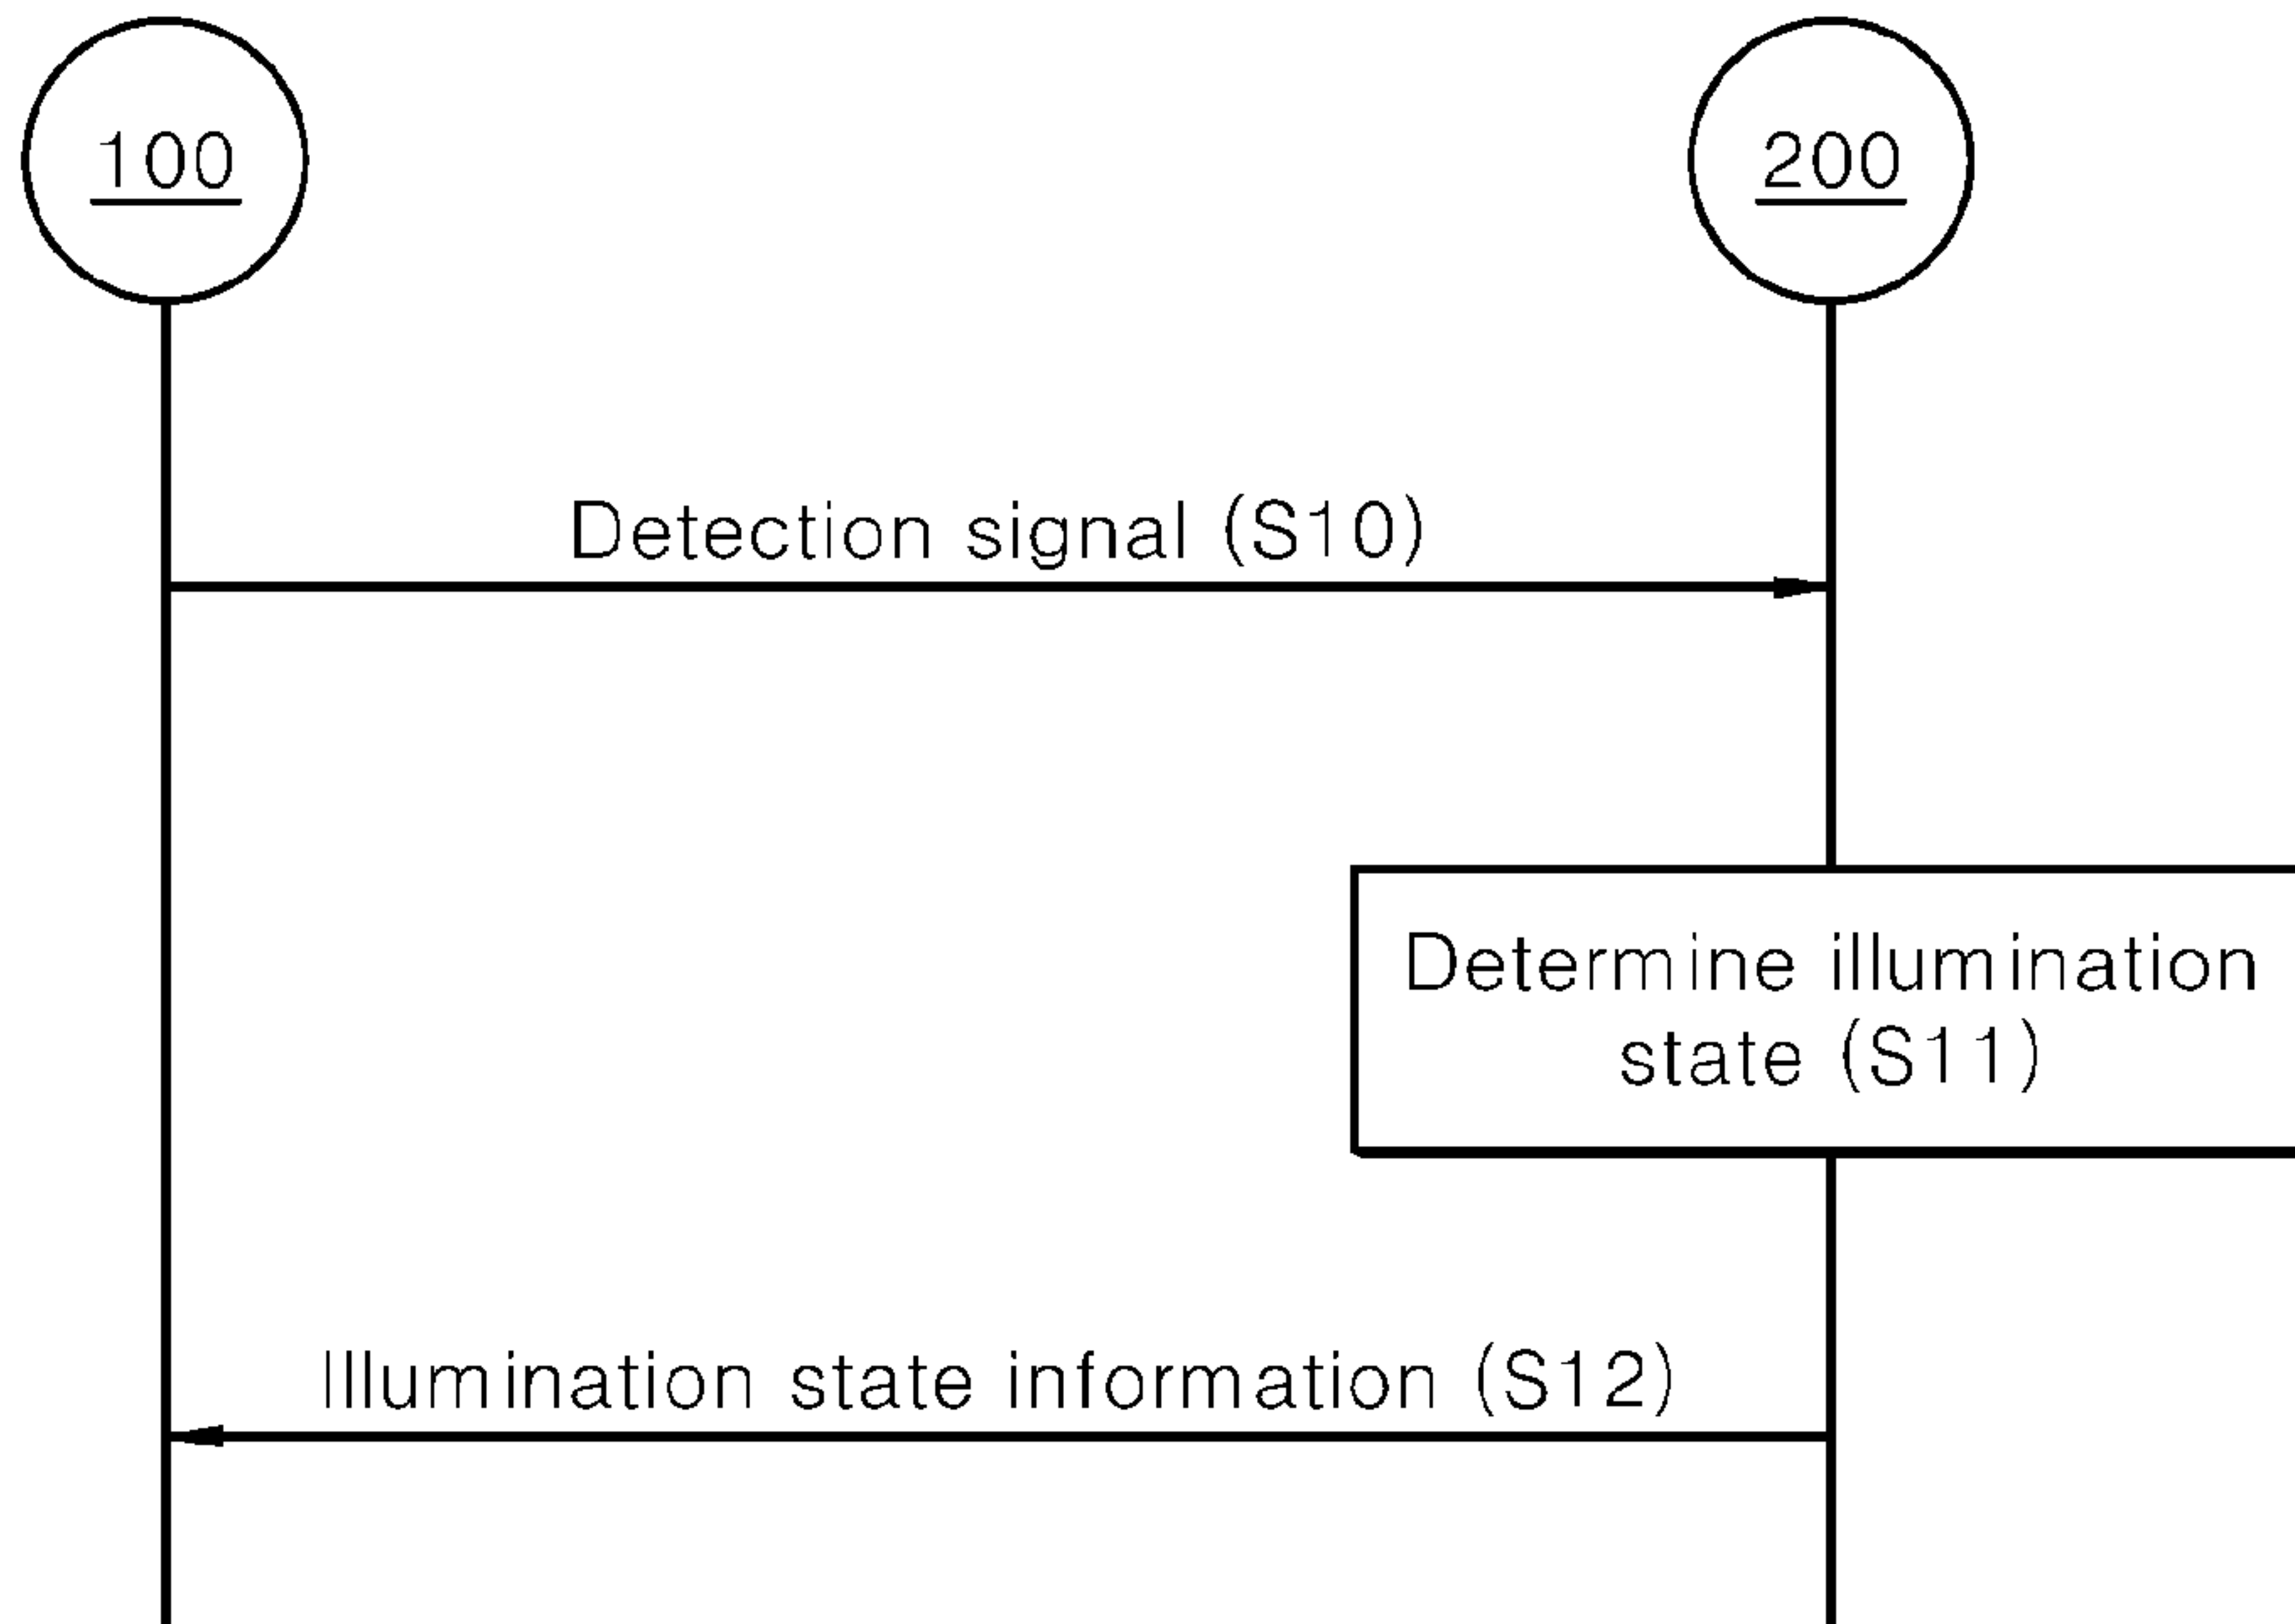 100
200
Detection signal (S10)
Determine illumination
state (S11)
Illumination state information (S12)